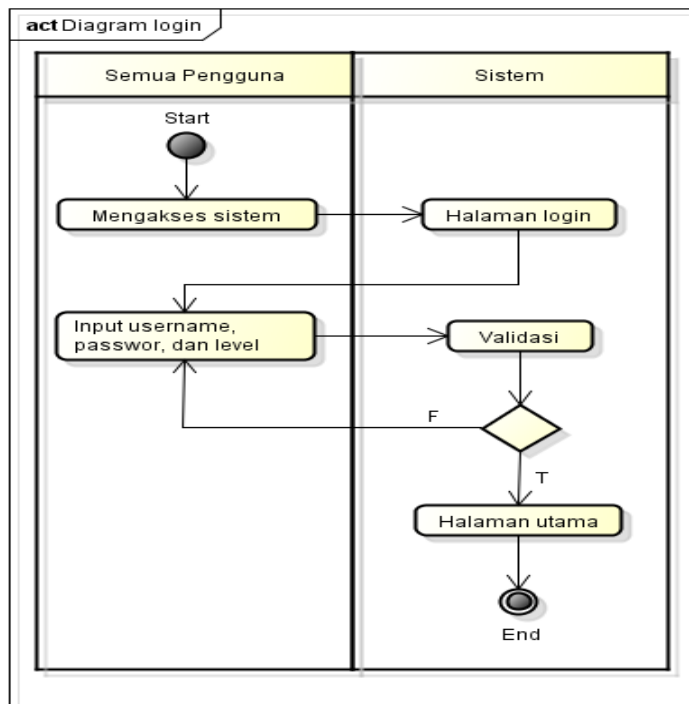 act Diagram login
Semua Pengguna
Sistem
Start
Mengakses sistem
Halaman login
Input username,
passwor, dan level
Validasi
F
T
Halaman utama
End